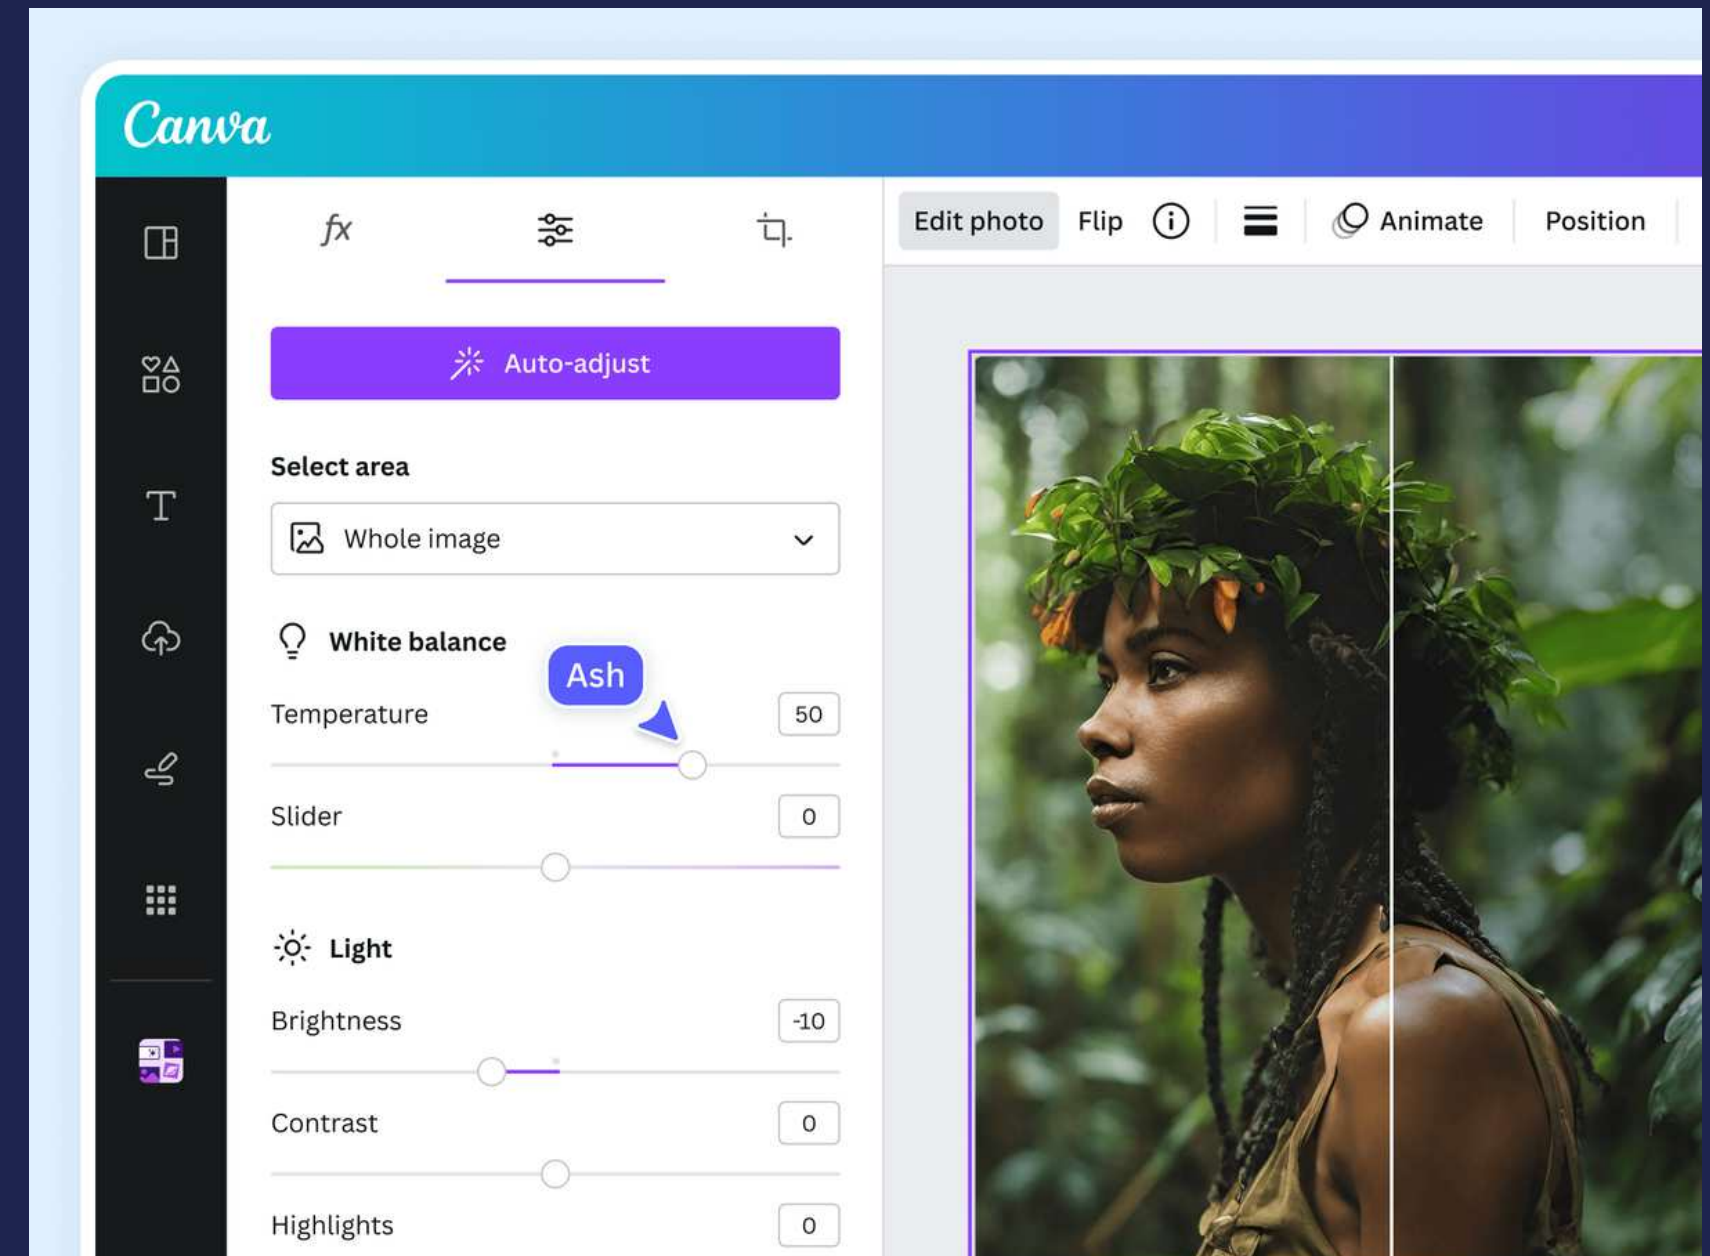 Canva
Edit photo Flip Animate Position
Auto-adjust
Select area
Whole image
White balance
Ash
Temperature 50
Slider 0
Light
Brightness -10
Contrast 0
Highlights 0